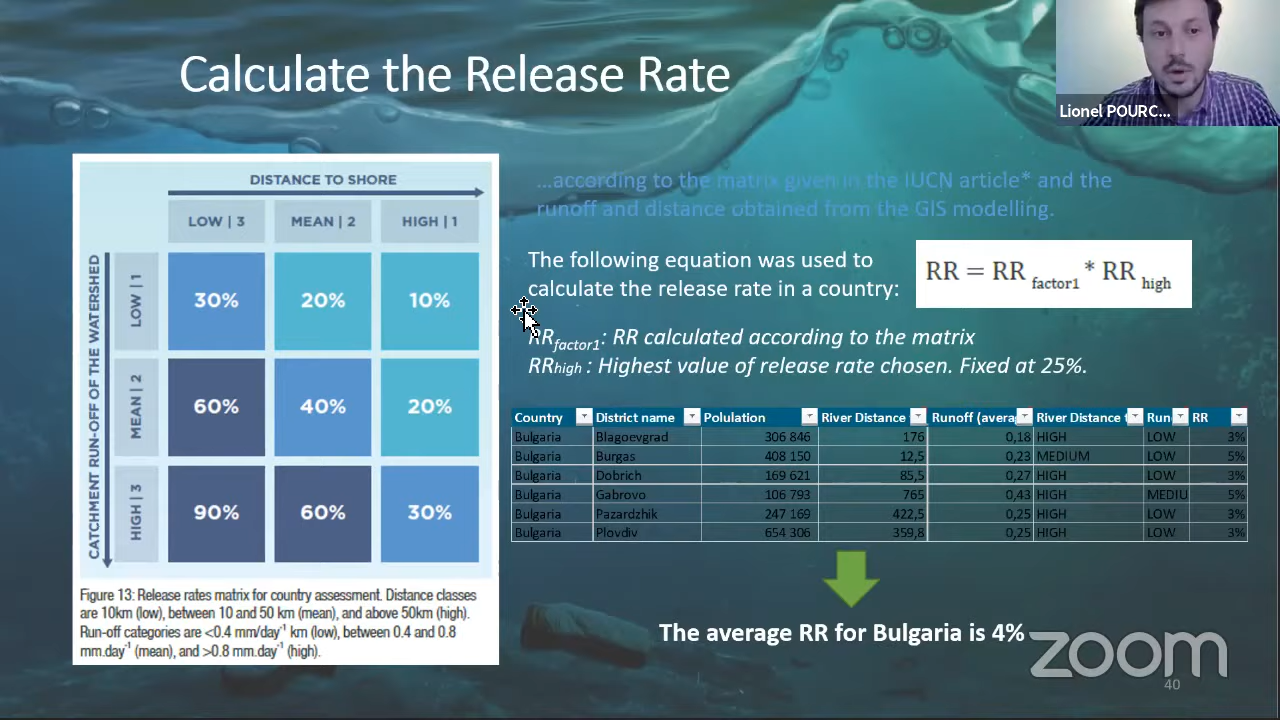 Calculate the Release Rate
Lionel POURC...
DISTANCE TO SHORE
LOW | 3 MEAN | 2 HIGH | 1
CATCHMENT RUN-OFF OF THE WATERSHED
LOW | 1 30% 20% 10%
MEAN | 2 60% 40% 20%
HIGH | 3 90% 60% 30%
Figure 13: Release rates matrix for country assessment. Distance classes
are 10km (low), between 10 and 50 km (mean), and above 50km (high).
Run-off categories are <0.4 mm/day⁻¹ km (low), between 0.4 and 0.8
mm.day⁻¹ (mean), and >0.8 mm.day⁻¹ (high).
...according to the matrix given in the IUCN article* and the
runoff and distance obtained from the GIS modelling.
The following equation was used to
calculate the release rate in a country:
RR = RR factor1 * RR high
RRfactor1: RR calculated according to the matrix
RRhigh : Highest value of release rate chosen. Fixed at 25%.
Country District name Polulation River Distance Runoff (avera River Distance Run RR
Bulgaria Blagoevgrad 306 846 176 0,18 HIGH LOW 3%
Bulgaria Burgas 408 150 12,5 0,23 MEDIUM LOW 5%
Bulgaria Dobrich 169 621 85,5 0,27 HIGH LOW 3%
Bulgaria Gabrovo 106 793 765 0,43 HIGH MEDIU 5%
Bulgaria Pazardzhik 247 169 422,5 0,25 HIGH LOW 3%
Bulgaria Plovdiv 654 306 359,8 0,25 HIGH LOW 3%
The average RR for Bulgaria is 4%
zoom
40